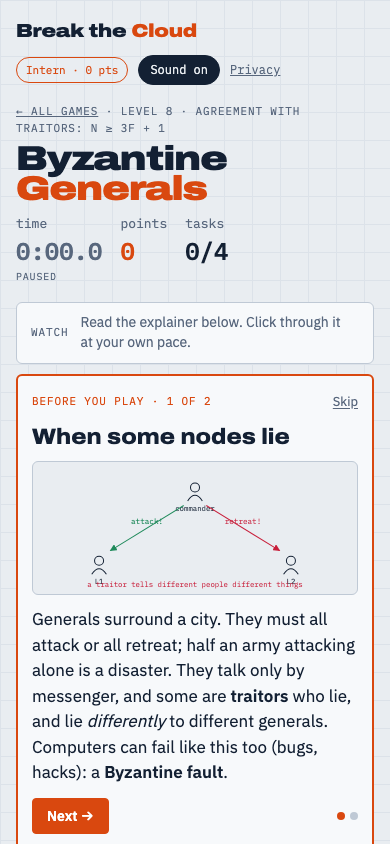 Break the Cloud
Intern · 0 pts
Sound on
Privacy
← ALL GAMES · LEVEL 8 · AGREEMENT WITH
TRAITORS: N ≥ 3F + 1
Byzantine
Generals
time
points
tasks
0:00.0
0
0/4
PAUSED
WATCH
Read the explainer below. Click through it
at your own pace.
BEFORE YOU PLAY · 1 OF 2
Skip
When some nodes lie
commander
attack!
retreat!
L1
L2
a traitor tells different people different things
Generals surround a city. They must all
attack or all retreat; half an army attacking
alone is a disaster. They talk only by
messenger, and some are traitors who lie,
and lie differently to different generals.
Computers can fail like this too (bugs,
hacks): a Byzantine fault.
Next →